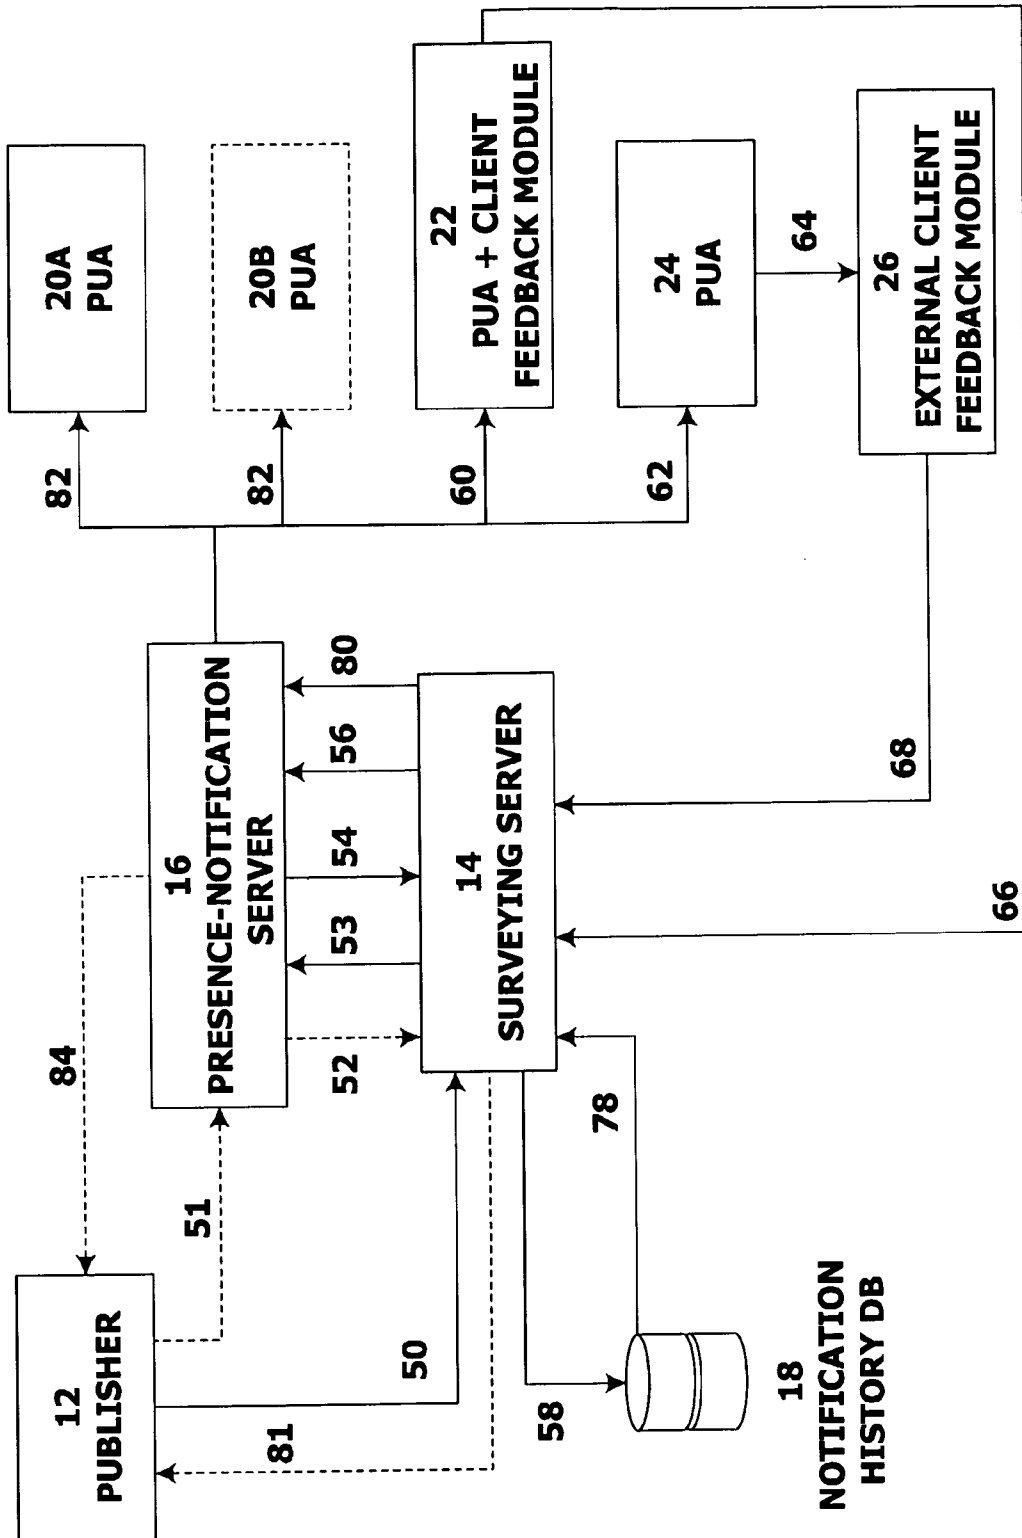 12
PUBLISHER
84
51
50
81
16
PRESENCE-NOTIFICATION
SERVER
52
53
54
56
80
14
SURVEYING SERVER
58
78
18
NOTIFICATION
HISTORY DB
82
82
60
62
20A
PUA
20B
PUA
22
PUA + CLIENT
FEEDBACK MODULE
24
PUA
64
26
EXTERNAL CLIENT
FEEDBACK MODULE
68
66